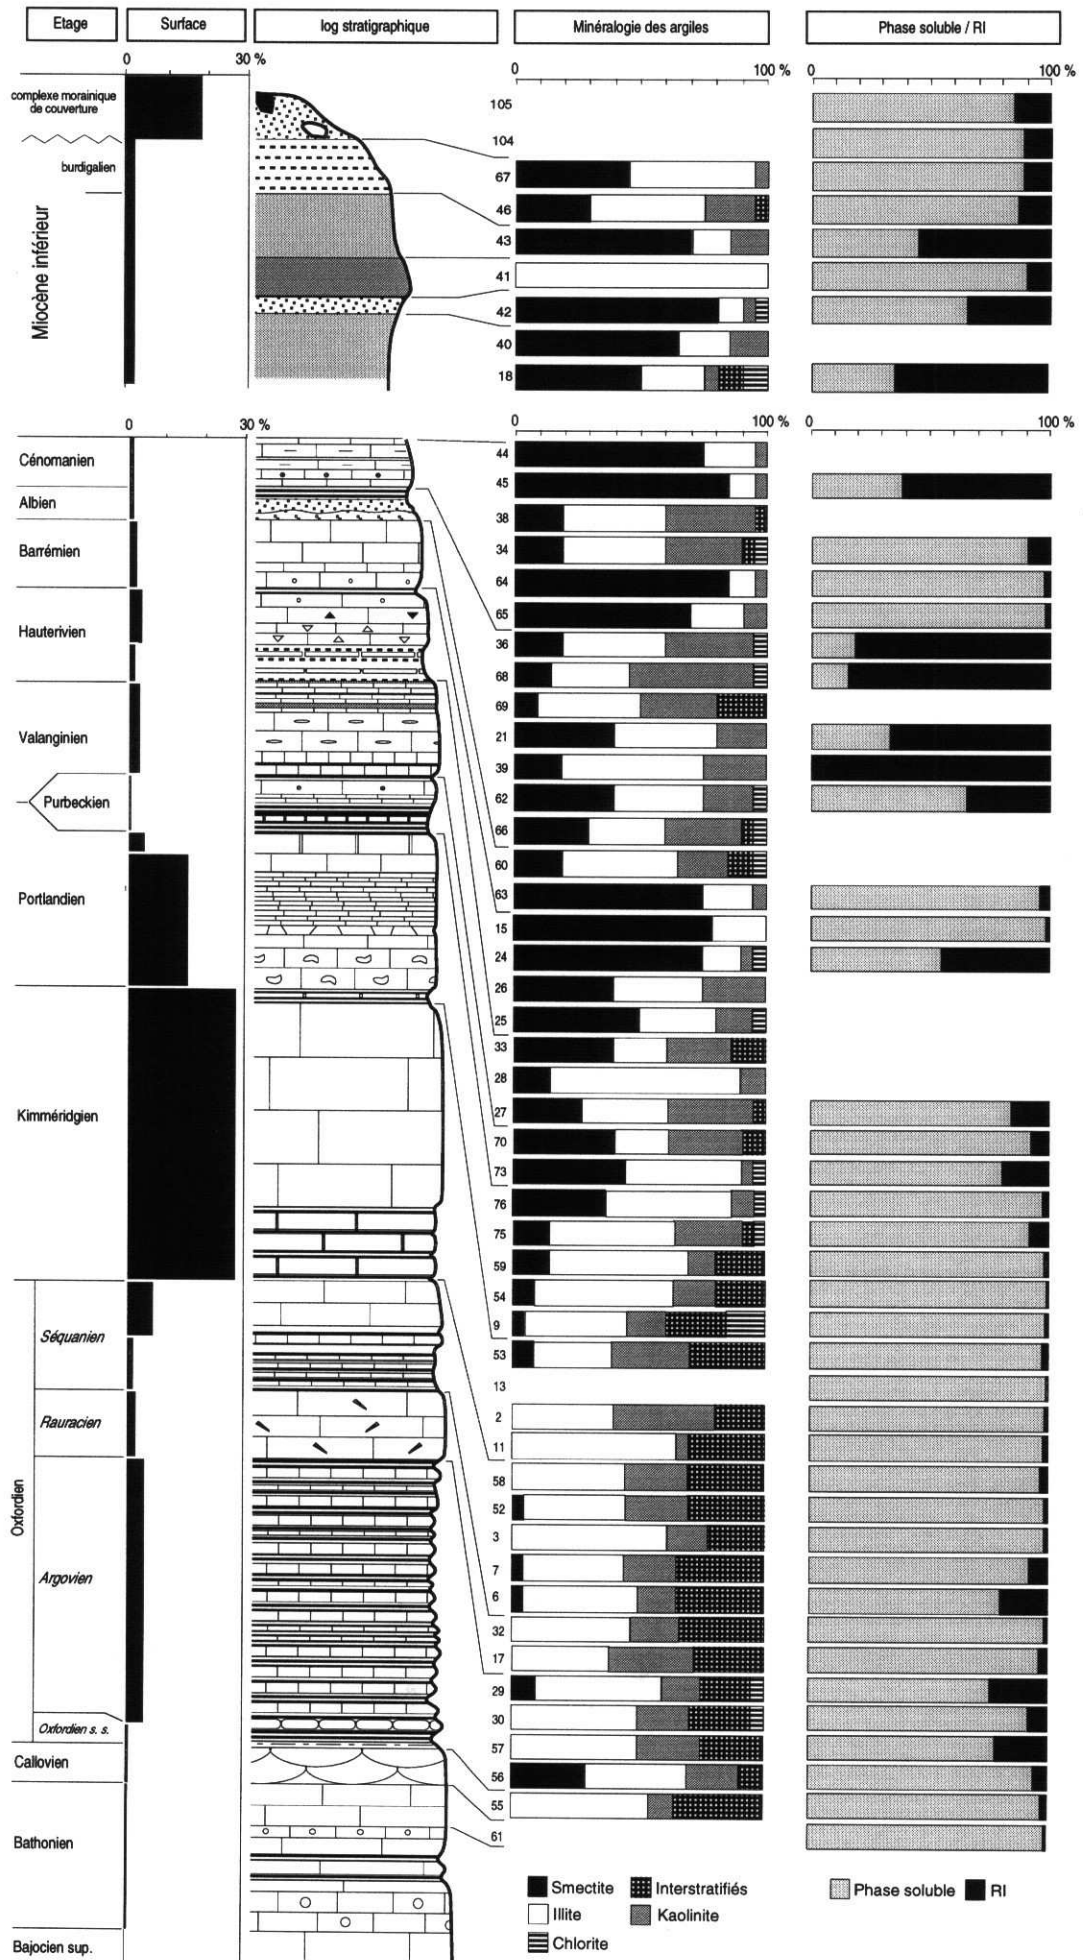 Etage
Surface
log stratigraphique
Minéralogie des argiles
Phase soluble / RI
0
30 %
0
100 %
0
100 %
complexe morainique
de couverture
burdigalien
Miocène inférieur
105
104
67
46
43
41
42
40
18
0
30 %
0
100 %
0
100 %
Cénomanien
Albien
Barrémien
Hauterivien
Valanginien
Purbeckien
Portlandien
Kimméridgien
Oxfordien
Séquanien
Rauracien
Argovien
Oxfordien s. s.
Callovien
Bathonien
Bajocien sup.
44
45
38
34
64
65
36
68
69
21
39
62
66
60
63
15
24
26
25
33
28
27
70
73
76
75
59
54
9
53
13
2
11
58
52
3
7
6
32
17
29
30
57
56
55
61
Smectite
Interstratifiés
Illite
Kaolinite
Chlorite
Phase soluble
RI